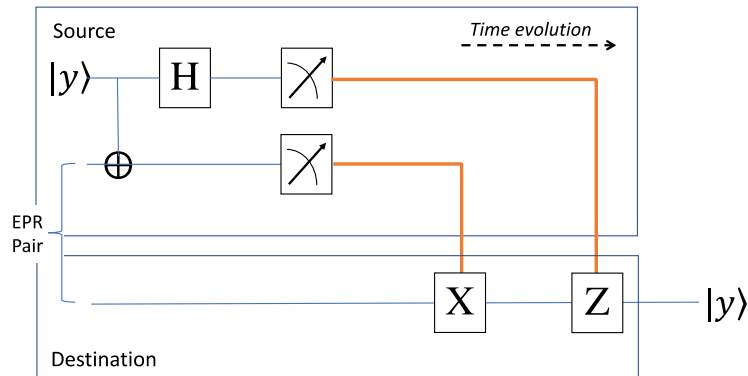 Source
Time evolution
|y⟩
H
EPR
Pair
X
Z
|y⟩
Destination